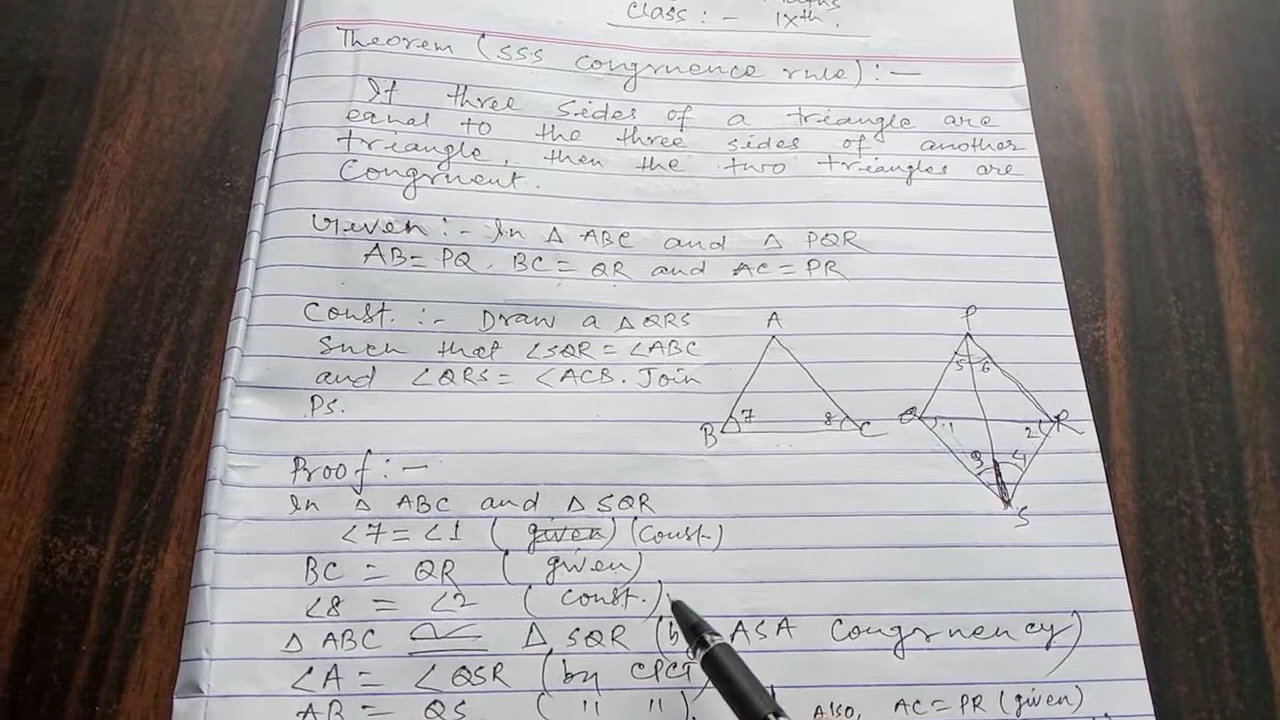 Class :- IXth.
Theorem (SSS congruence rule) :-
If three sides of a triangle are
equal to the three sides of another
triangle, then the two triangles are
Congruent.
Given :- In △ ABC and △ PQR
AB = PQ, BC = QR and AC = PR
Const. :- Draw a △QRS
Such that ∠SQR = ∠ABC
and ∠QRS = ∠ACB. Join
PS.
A
B 7 8 C
P
5 6
Q 1 2 R
3 4
S
Proof :-
In △ ABC and △ SQR
∠7 = ∠1 (given) (Const.)
BC = QR (given)
∠8 = ∠2 (const.)
△ ABC ≅ △ SQR (by ASA Congruency)
∠A = ∠QSR (by CPCT
AB = QS ( " " ).
Also, AC = PR (given)